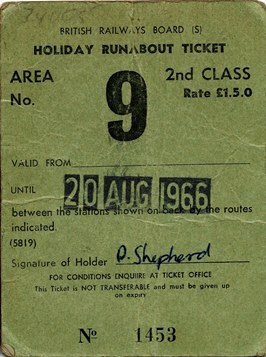 BRITISH RAILWAYS BOARD (S)
HOLIDAY RUNABOUT TICKET
AREA
No.
9
2nd CLASS
Rate £1.5.0
VALID FROM
UNTIL 20 AUG 1966
between the stations shown on back by the routes
indicated.
(5819)
Signature of Holder D. Shepherd
FOR CONDITIONS ENQUIRE AT TICKET OFFICE
This Ticket is NOT TRANSFERABLE and must be given up
on expiry
No 1453